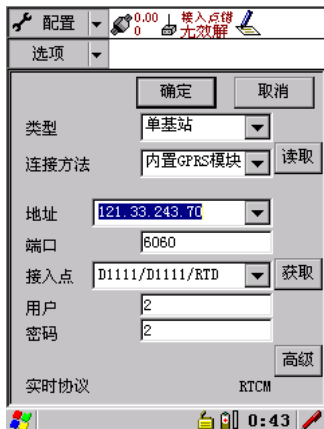 配置 0.00 接入点错
0 无效解
选项
确定 取消
类型 单基站
连接方法 内置GPRS模块 读取
地址 121.33.243.70
端口 6060
接入点 D1111/D1111/RTD 获取
用户 2
密码 2
高级
实时协议 RTCM
0:43